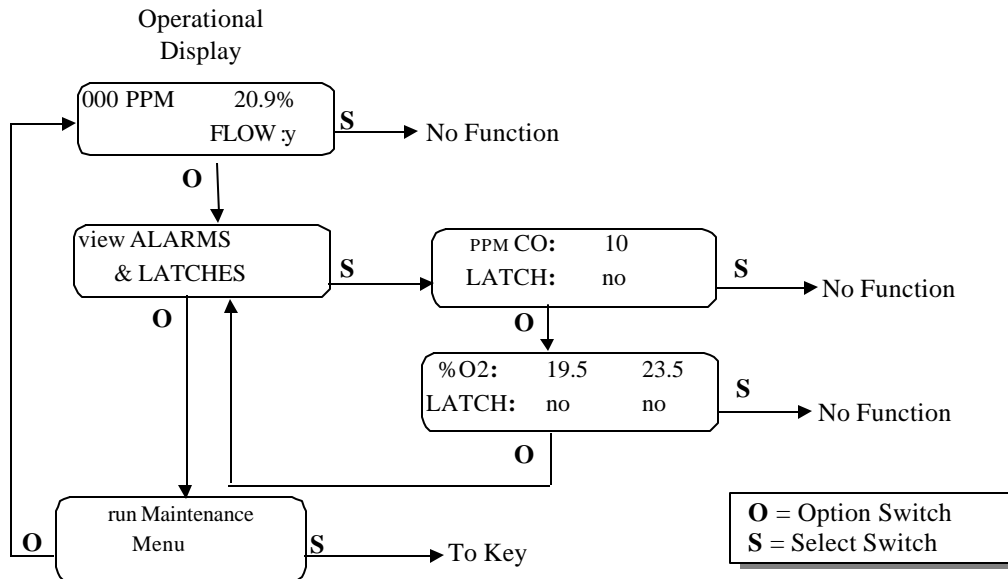 Operational
Display
000 PPM 20.9%
FLOW :y
S
No Function
O
view ALARMS
& LATCHES
S
PPM CO: 10
LATCH: no
S
No Function
O
O
%O2: 19.5 23.5
LATCH: no no
S
No Function
O
run Maintenance
Menu
O
S
To Key
O = Option Switch
S = Select Switch